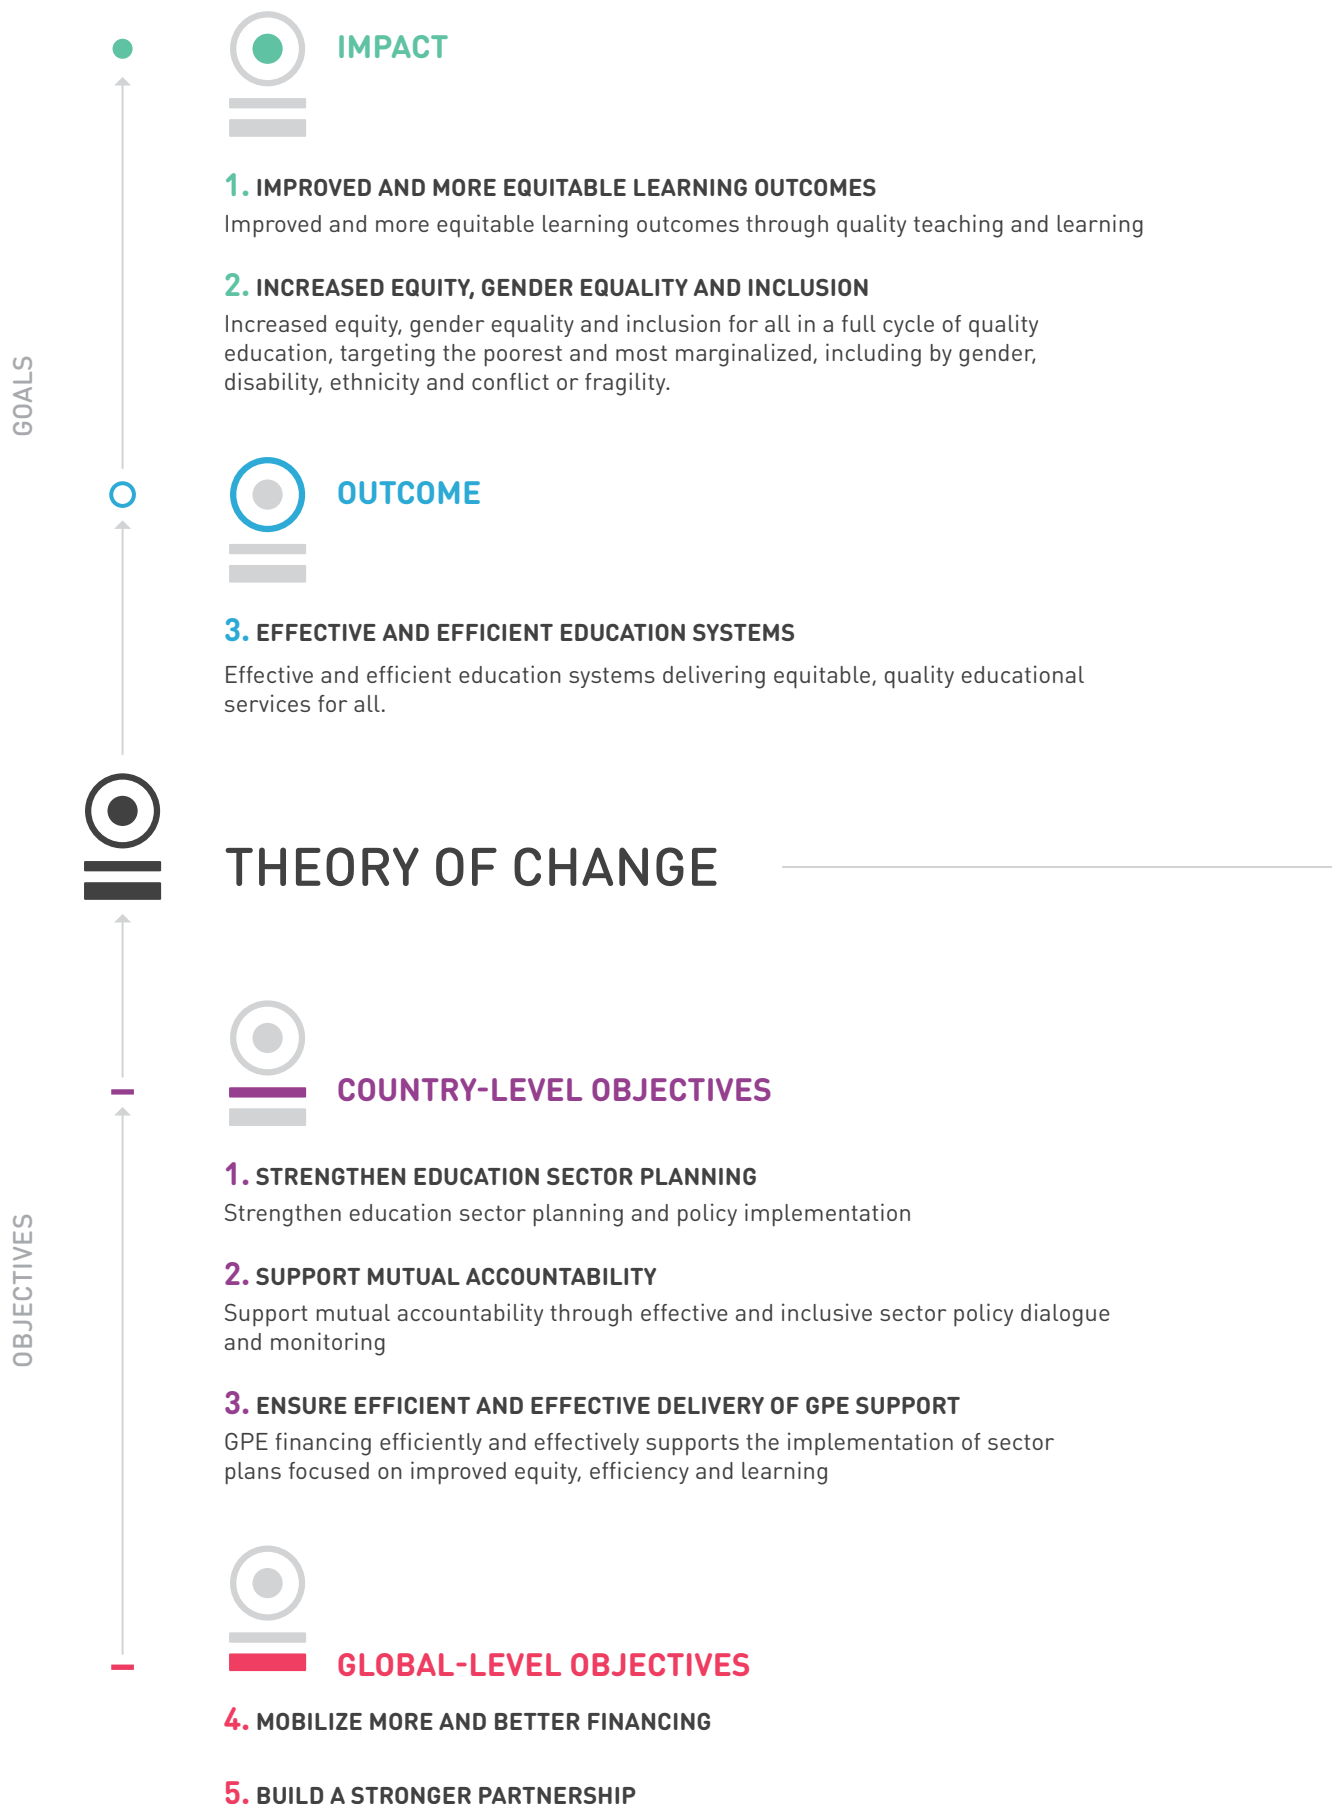 IMPACT
1. IMPROVED AND MORE EQUITABLE LEARNING OUTCOMES
Improved and more equitable learning outcomes through quality teaching and learning
2. INCREASED EQUITY, GENDER EQUALITY AND INCLUSION
Increased equity, gender equality and inclusion for all in a full cycle of quality
education, targeting the poorest and most marginalized, including by gender,
disability, ethnicity and conflict or fragility.
GOALS
OUTCOME
3. EFFECTIVE AND EFFICIENT EDUCATION SYSTEMS
Effective and efficient education systems delivering equitable, quality educational
services for all.
THEORY OF CHANGE
COUNTRY-LEVEL OBJECTIVES
1. STRENGTHEN EDUCATION SECTOR PLANNING
Strengthen education sector planning and policy implementation
2. SUPPORT MUTUAL ACCOUNTABILITY
Support mutual accountability through effective and inclusive sector policy dialogue
and monitoring
OBJECTIVES
3. ENSURE EFFICIENT AND EFFECTIVE DELIVERY OF GPE SUPPORT
GPE financing efficiently and effectively supports the implementation of sector
plans focused on improved equity, efficiency and learning
GLOBAL-LEVEL OBJECTIVES
4. MOBILIZE MORE AND BETTER FINANCING
5. BUILD A STRONGER PARTNERSHIP